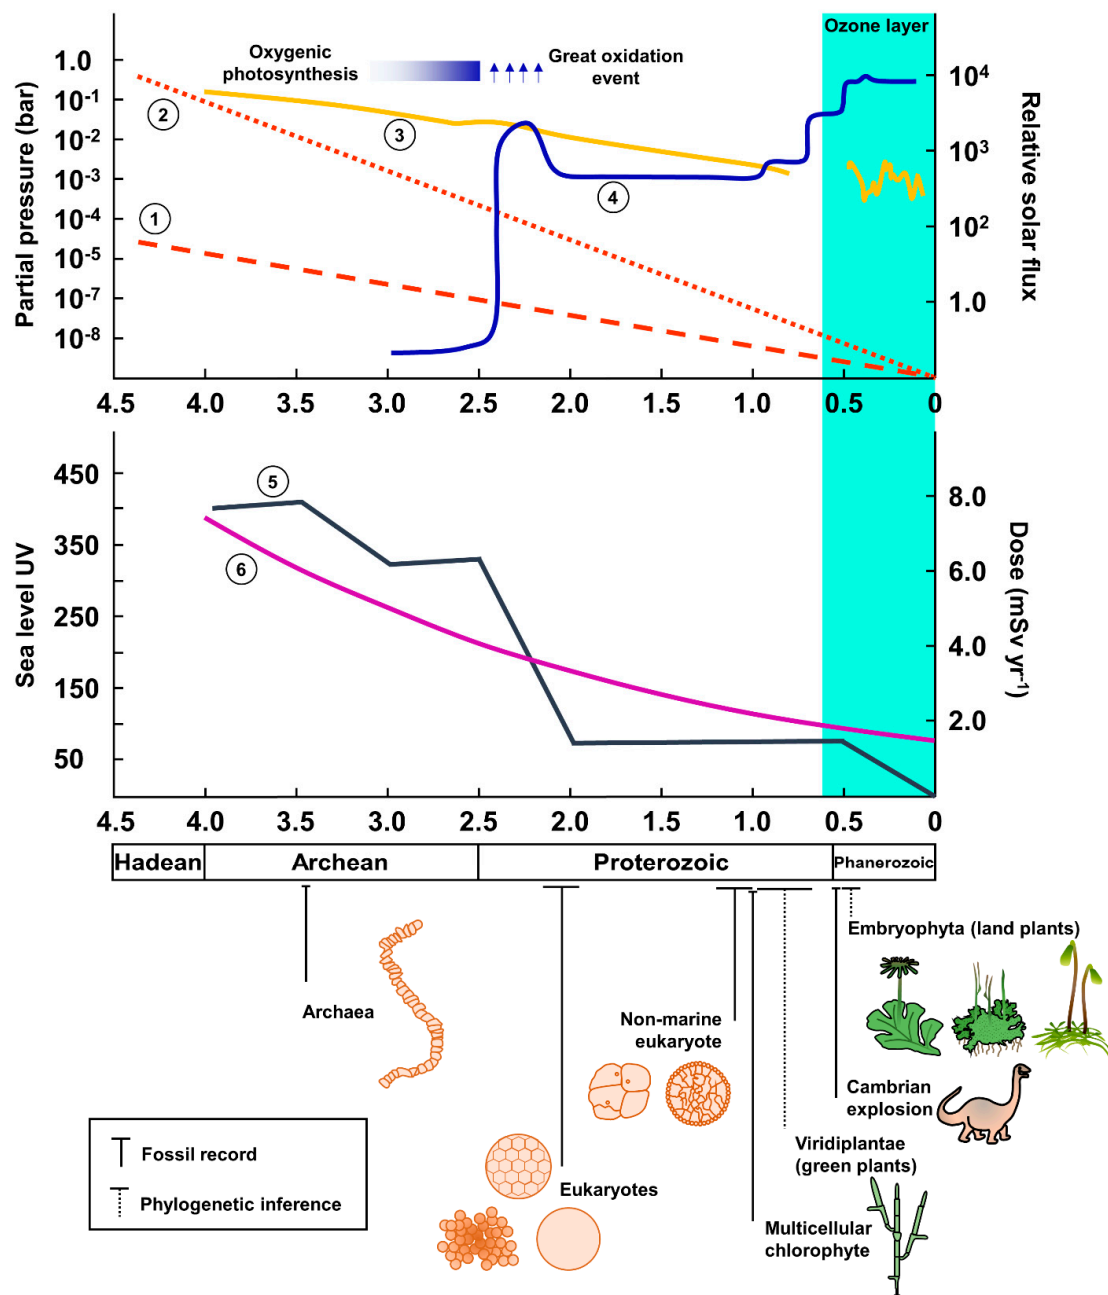 Ozone layer
Oxygenic
photosynthesis
Great oxidation
event
Partial pressure (bar)
1.0
10⁻¹
10⁻²
10⁻³
10⁻⁴
10⁻⁵
10⁻⁷
10⁻⁸
Relative solar flux
10⁴
10³
10²
1.0
2
3
1
4
4.5 4.0 3.5 3.0 2.5 2.0 1.5 1.0 0.5 0
Sea level UV
450
350
250
150
50
Dose (mSv yr⁻¹)
8.0
6.0
4.0
2.0
5
6
4.5 4.0 3.5 3.0 2.5 2.0 1.5 1.0 0.5 0
Hadean Archean Proterozoic Phanerozoic
Embryophyta (land plants)
Archaea
Non-marine
eukaryote
Cambrian
explosion
Viridiplantae
(green plants)
Eukaryotes
Multicellular
chlorophyte
Fossil record
Phylogenetic inference